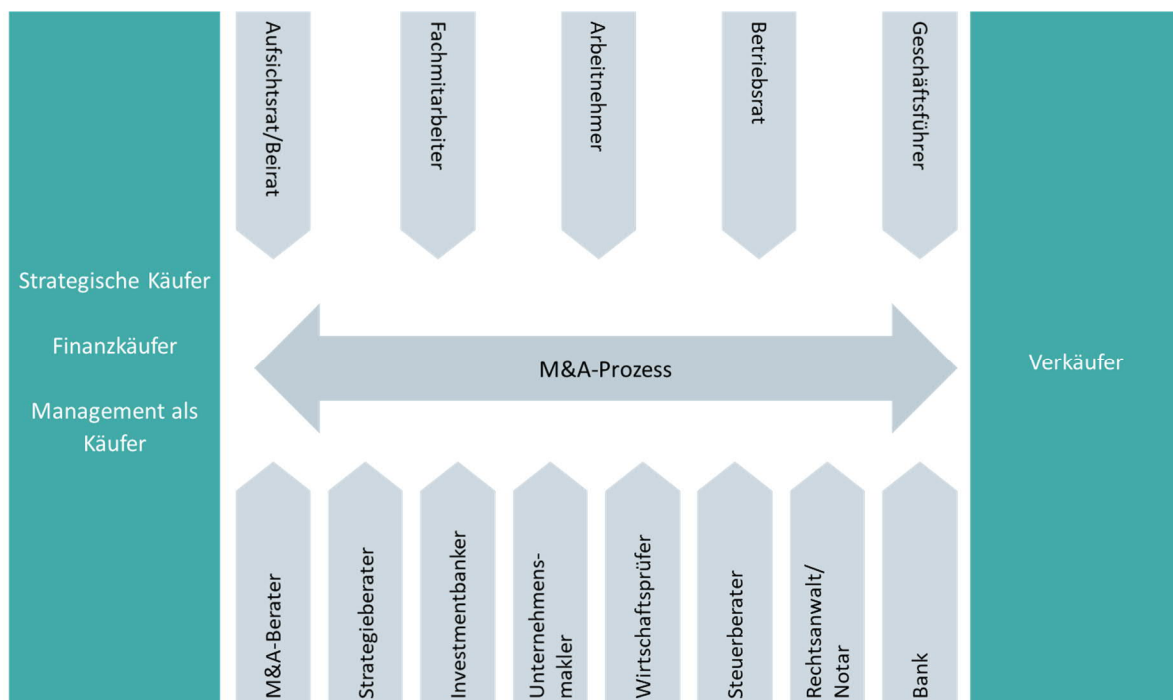 Aufsichtsrat/Beirat
Fachmitarbeiter
Arbeitnehmer
Betriebsrat
Geschäftsführer
Strategische Käufer
Finanzkäufer
Management als
Käufer
M&A-Prozess
Verkäufer
M&A-Berater
Strategieberater
Investmentbanker
Unternehmens-
makler
Wirtschaftsprüfer
Steuerberater
Rechtsanwalt/
Notar
Bank